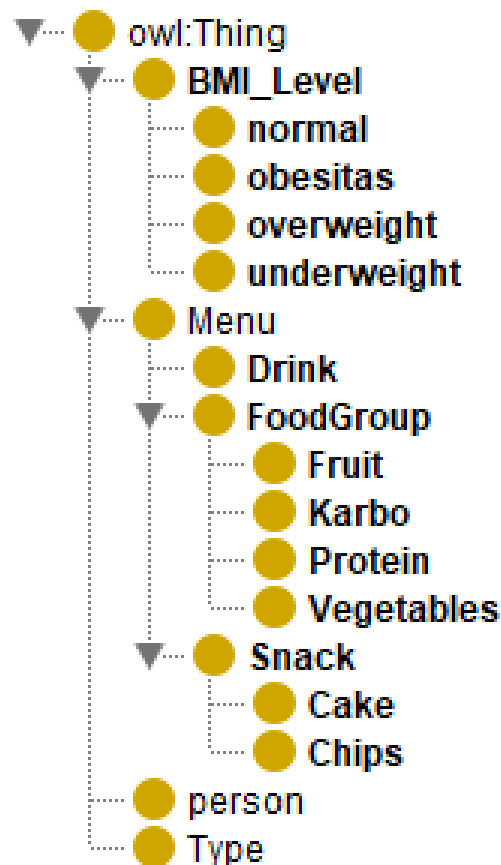 owl:Thing
BMI_Level
normal
obesitas
overweight
underweight
Menu
Drink
FoodGroup
Fruit
Karbo
Protein
Vegetables
Snack
Cake
Chips
person
Type